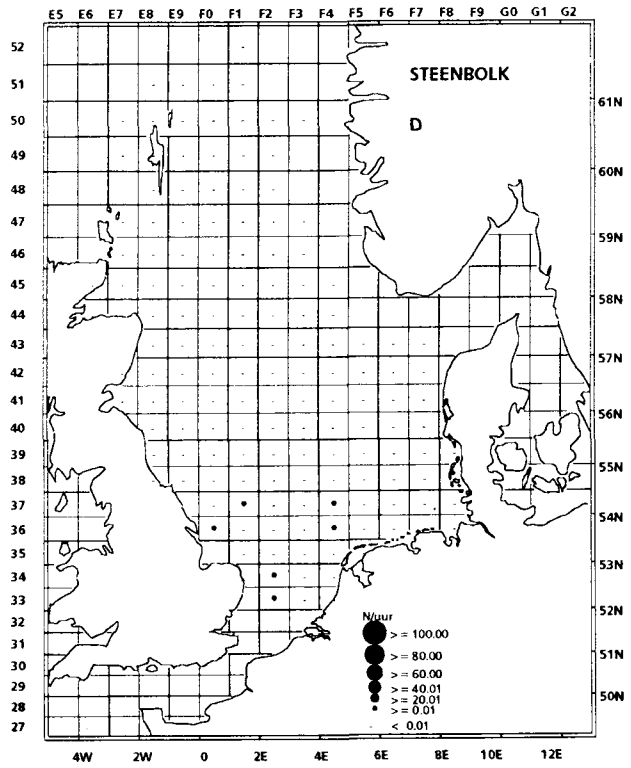 E5 E6 E7 E8 E9 F0 F1 F2 F3 F4 F5 F6 F7 F8 F9 G0 G1 G2
STEENBOLK
D
52
51
50
49
48
47
46
45
44
43
42
41
40
39
38
37
36
35
34
33
32
31
30
29
28
27
61N
60N
59N
58N
57N
56N
55N
54N
53N
52N
51N
50N
N/uur
> = 100.00
> = 80.00
> = 60.00
> = 40.01
> = 20.01
> = 0.01
< 0.01
4W 2W 0 2E 4E 6E 8E 10E 12E